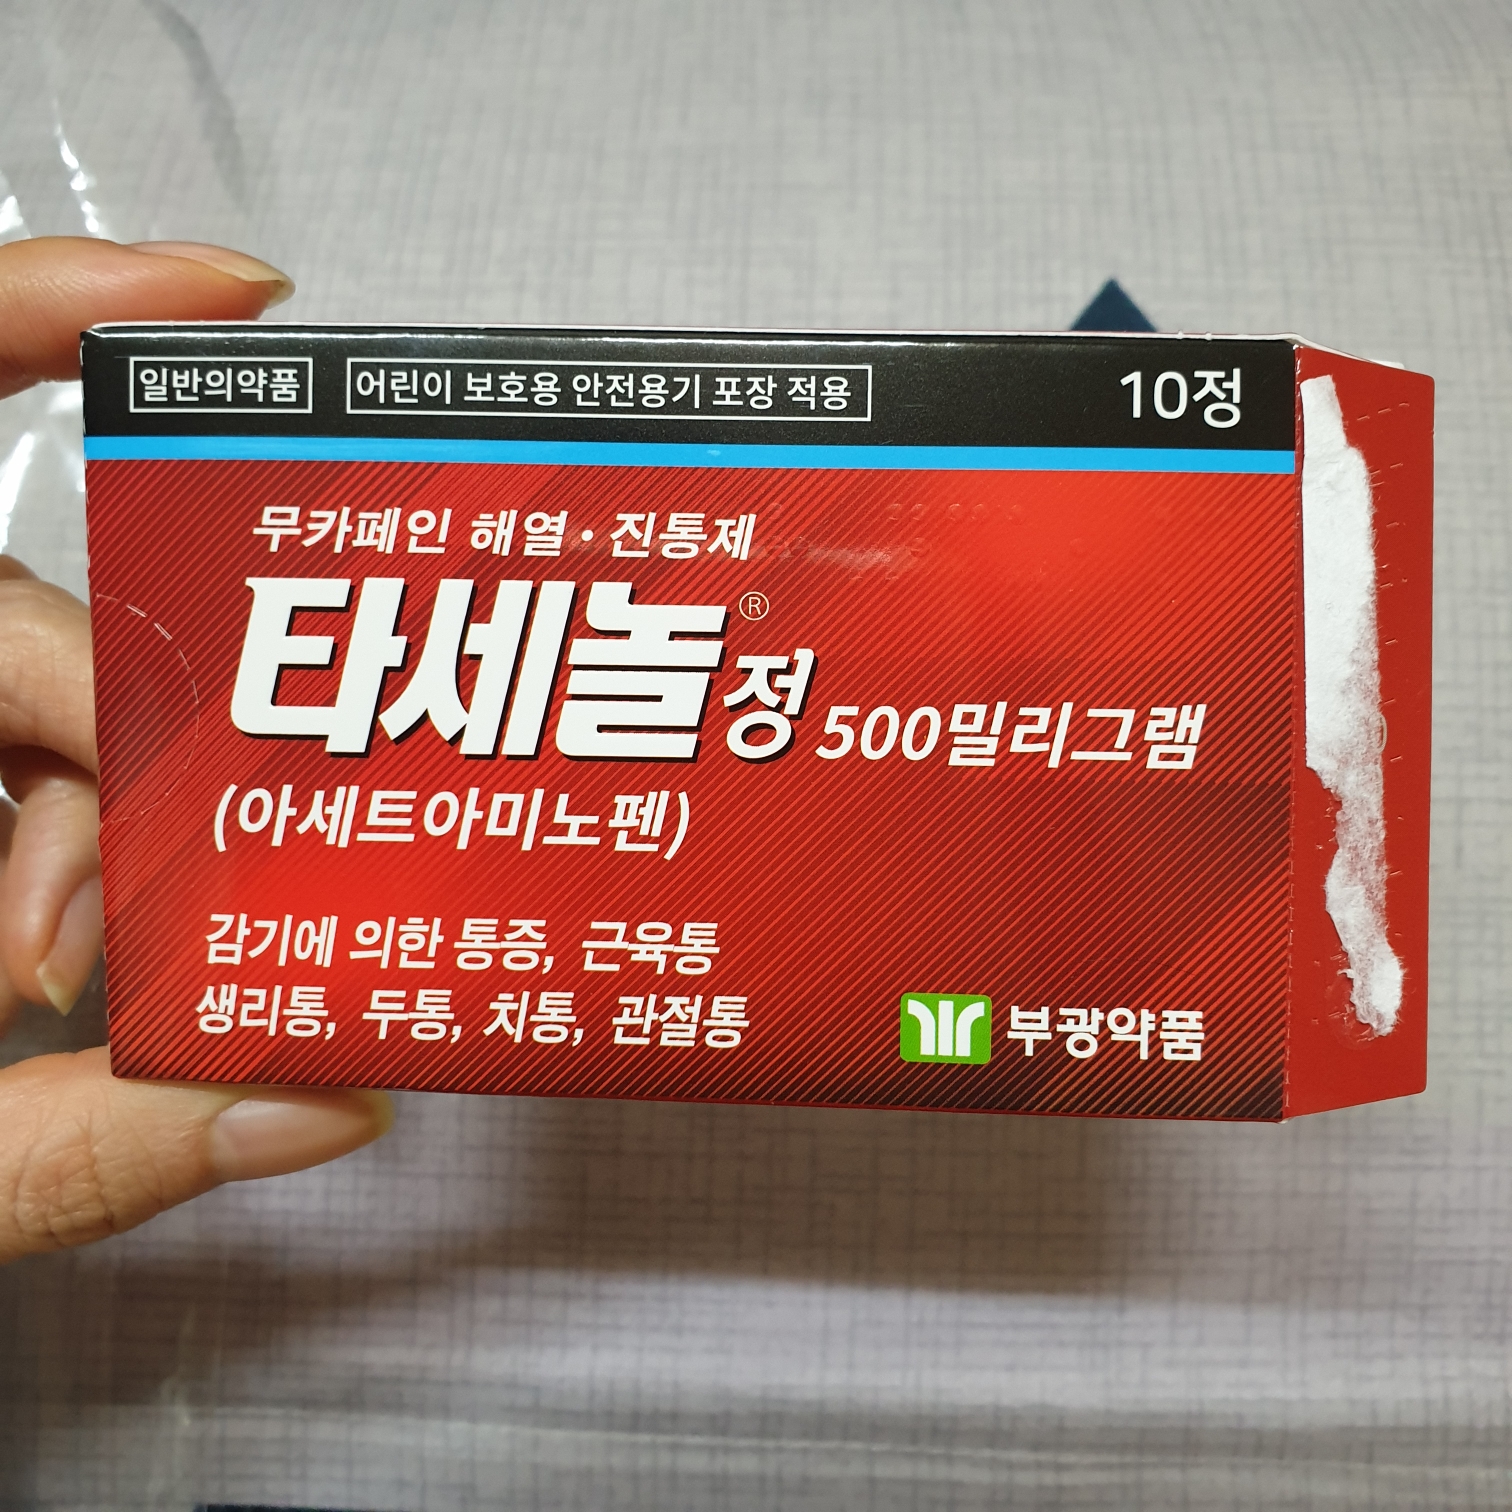 일반의약품 어린이 보호용 안전용기 포장 적용 10정
무카페인 해열·진통제
타세놀® 정 500밀리그램
(아세트아미노펜)
감기에 의한 통증, 근육통
생리통, 두통, 치통, 관절통
부광약품